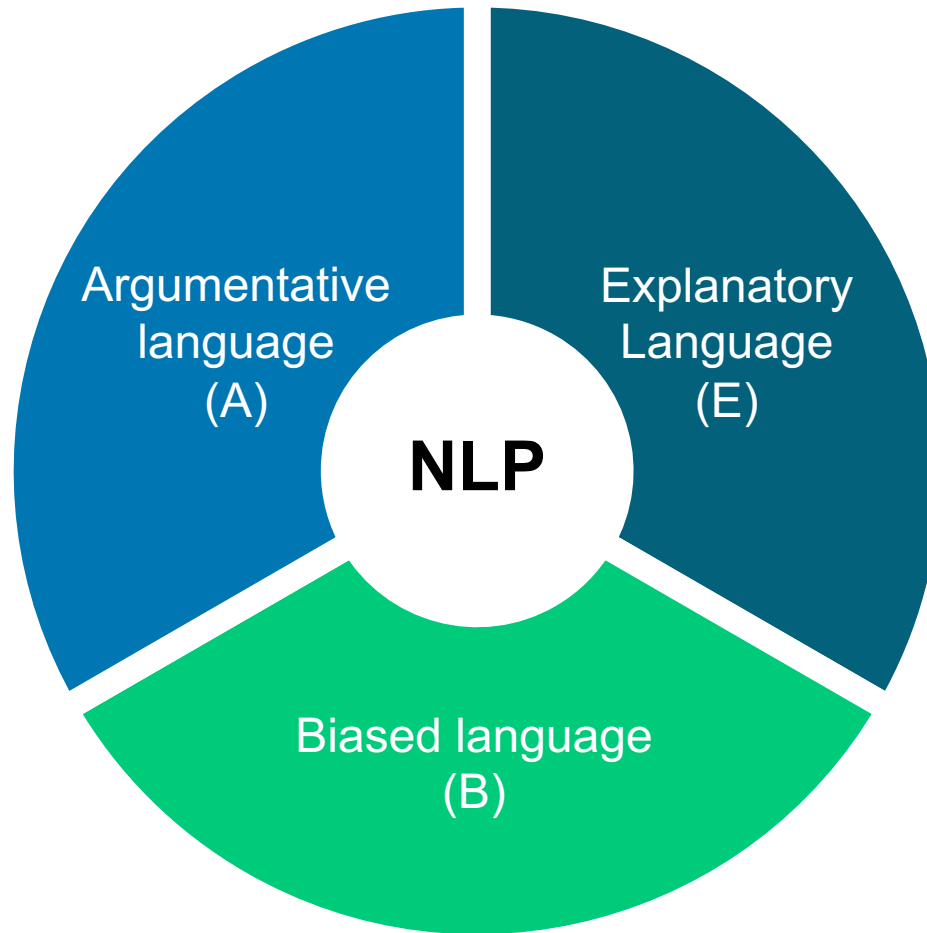 Argumentative
language
(A)
Explanatory
Language
(E)
NLP
Biased language
(B)